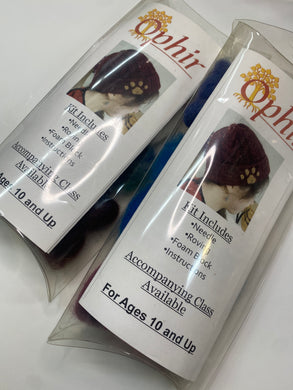 Ophir
Kit Includes
•Needle
•Roving
•Foam Block
•Instructions
Accompanying Class
Available
Ages 10 and Up
Ophir
Kit Includes
•Needle
•Roving
•Foam Block
•Instructions
Accompanying Class
Available
For Ages 10 and Up